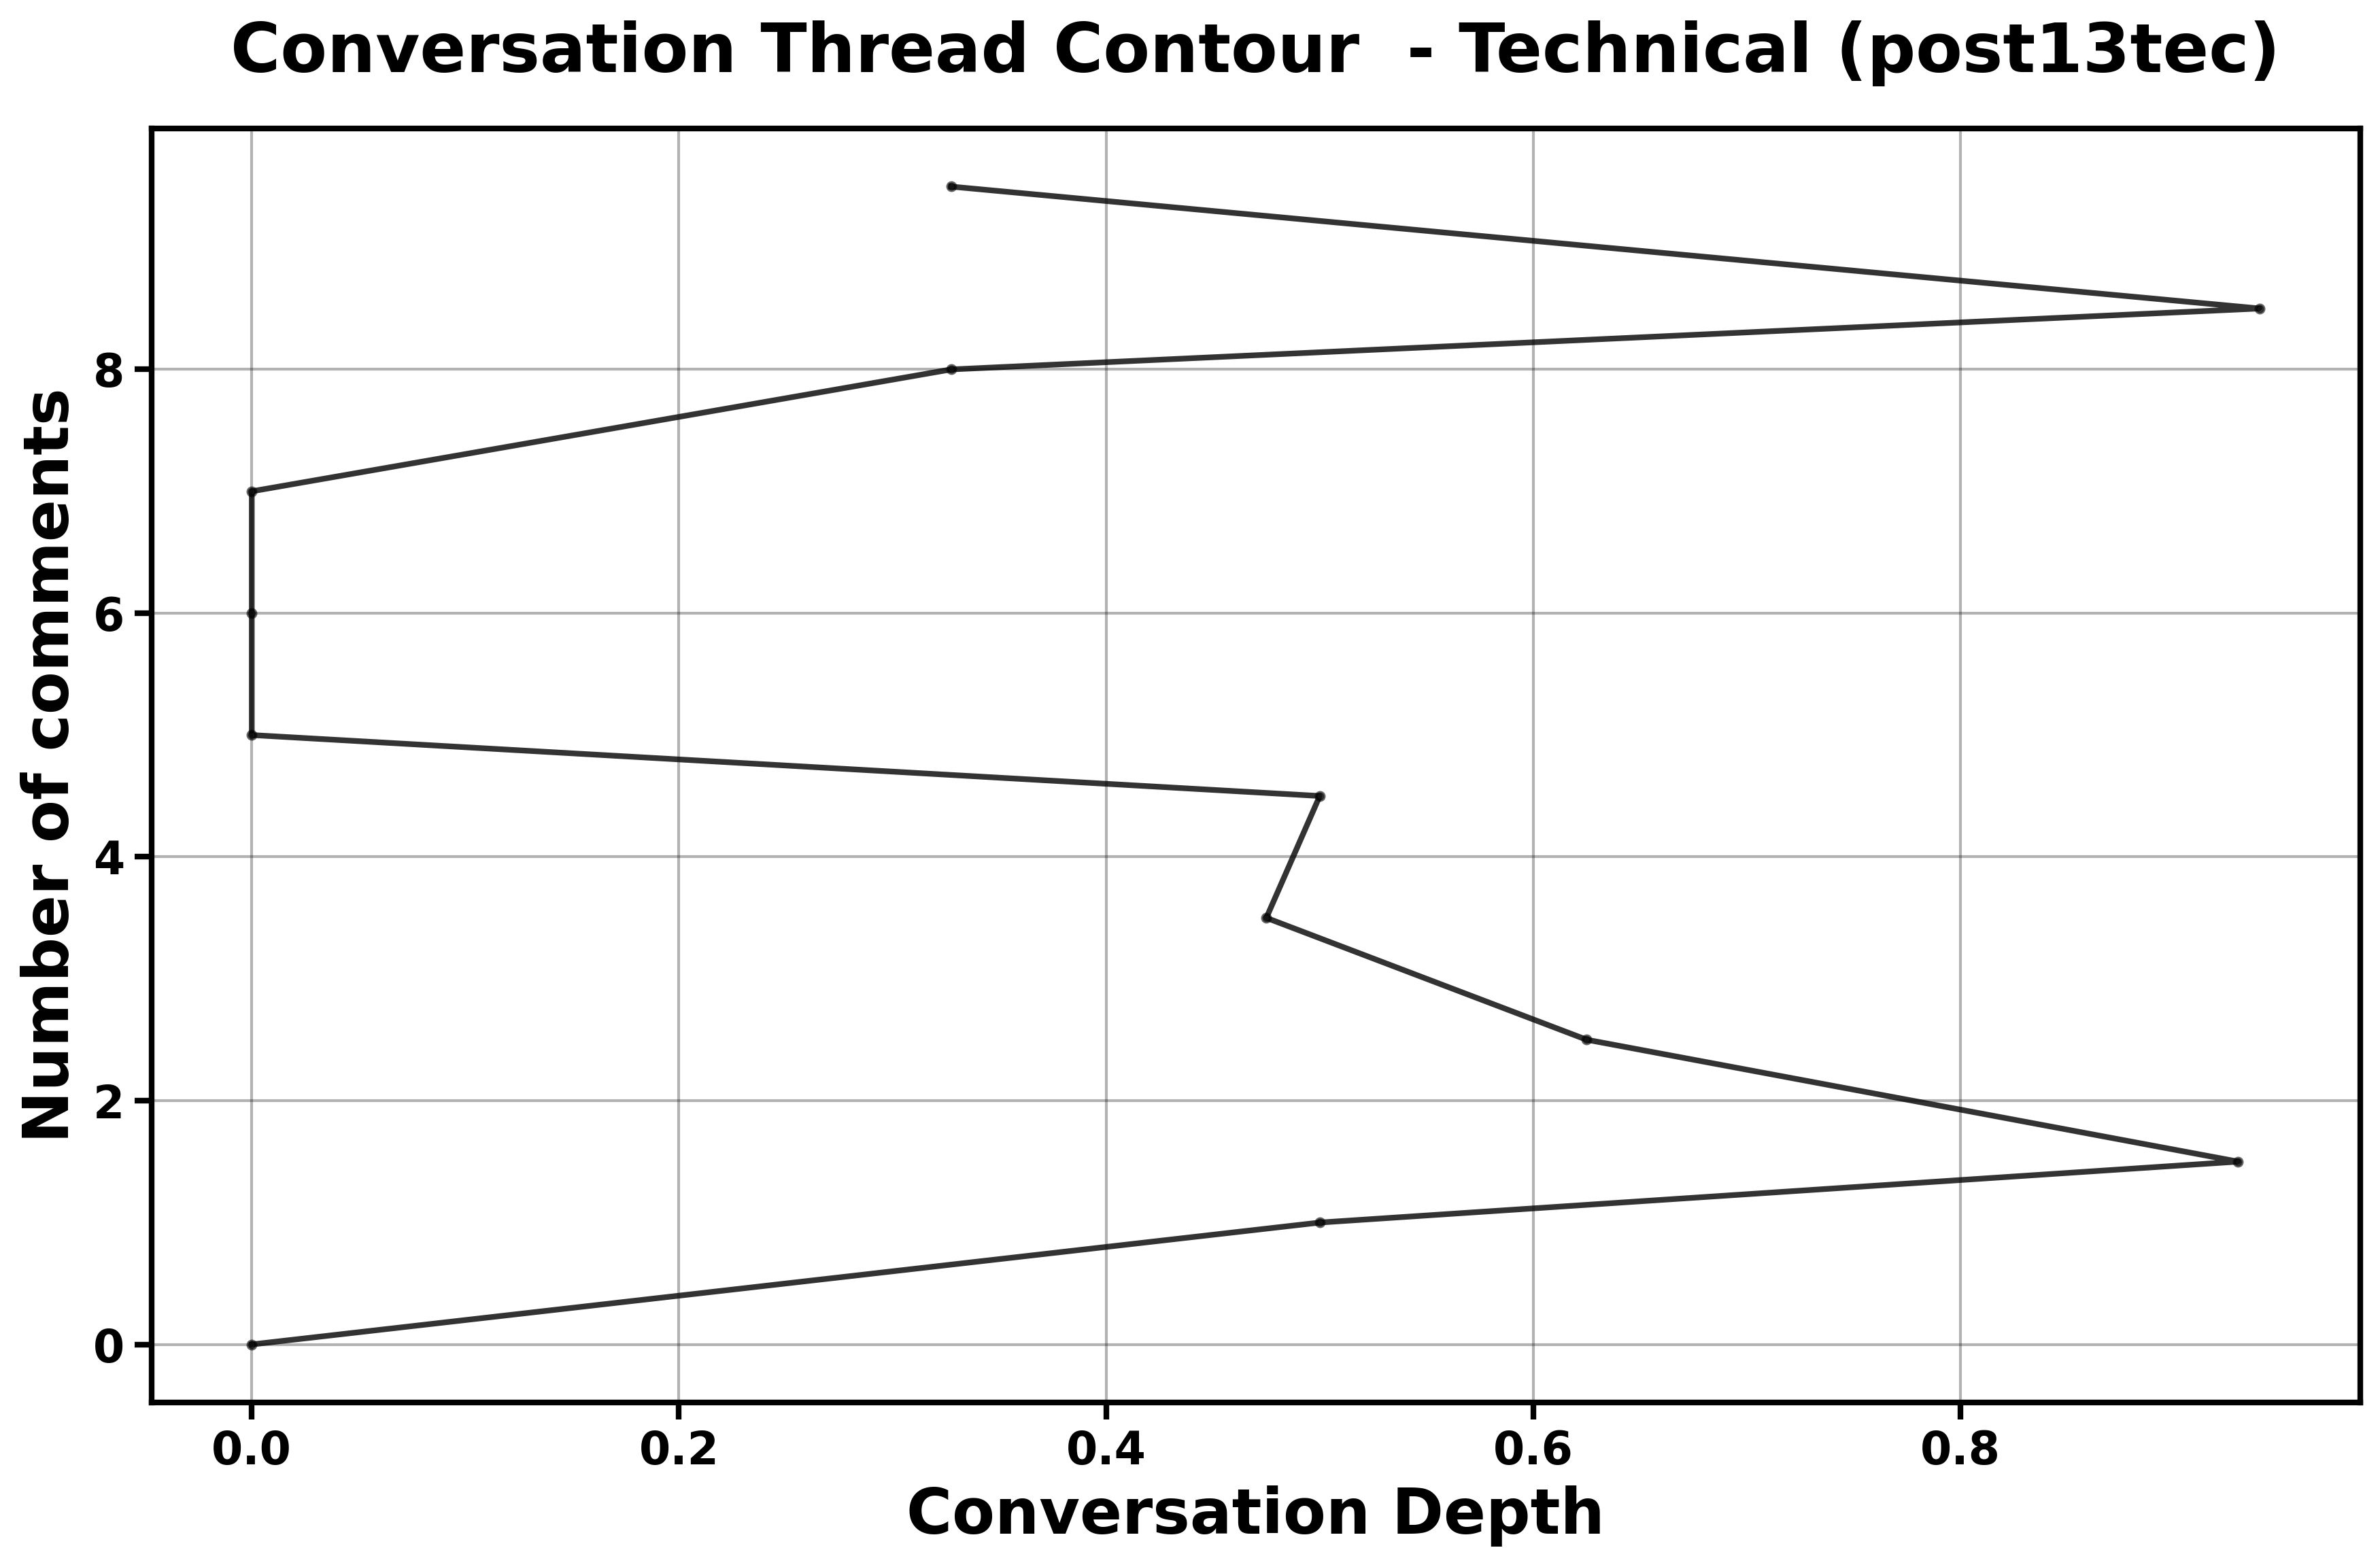 Conversation Thread Contour  - Technical (post13tec)
Number of comments
8
6
4
2
0
0.0 0.2 0.4 0.6 0.8
Conversation Depth